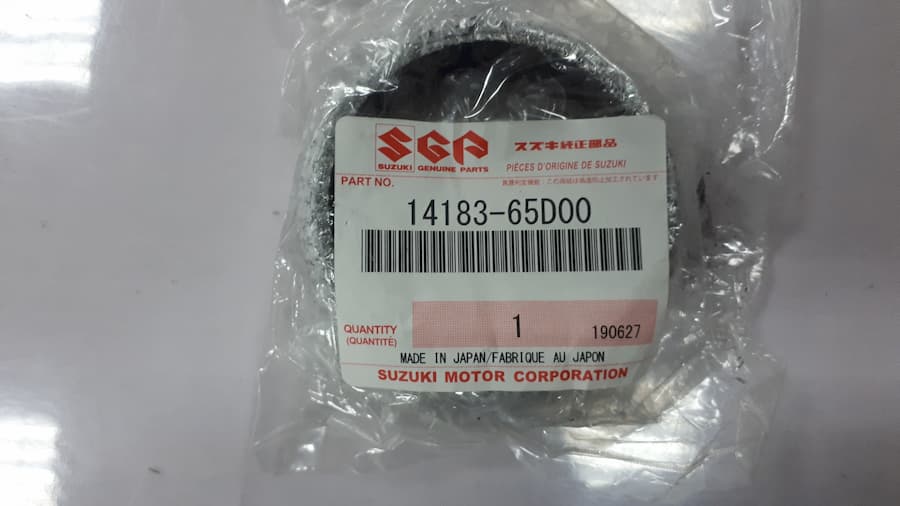 SGP
スズキ純正部品
SUZUKI GENUINE PARTS
PIÈCES D'ORIGINE DE SUZUKI
PART NO.
14183-65D00
QUANTITY
(QUANTITÉ)
1
190627
MADE IN JAPAN/FABRIQUE AU JAPON
SUZUKI MOTOR CORPORATION